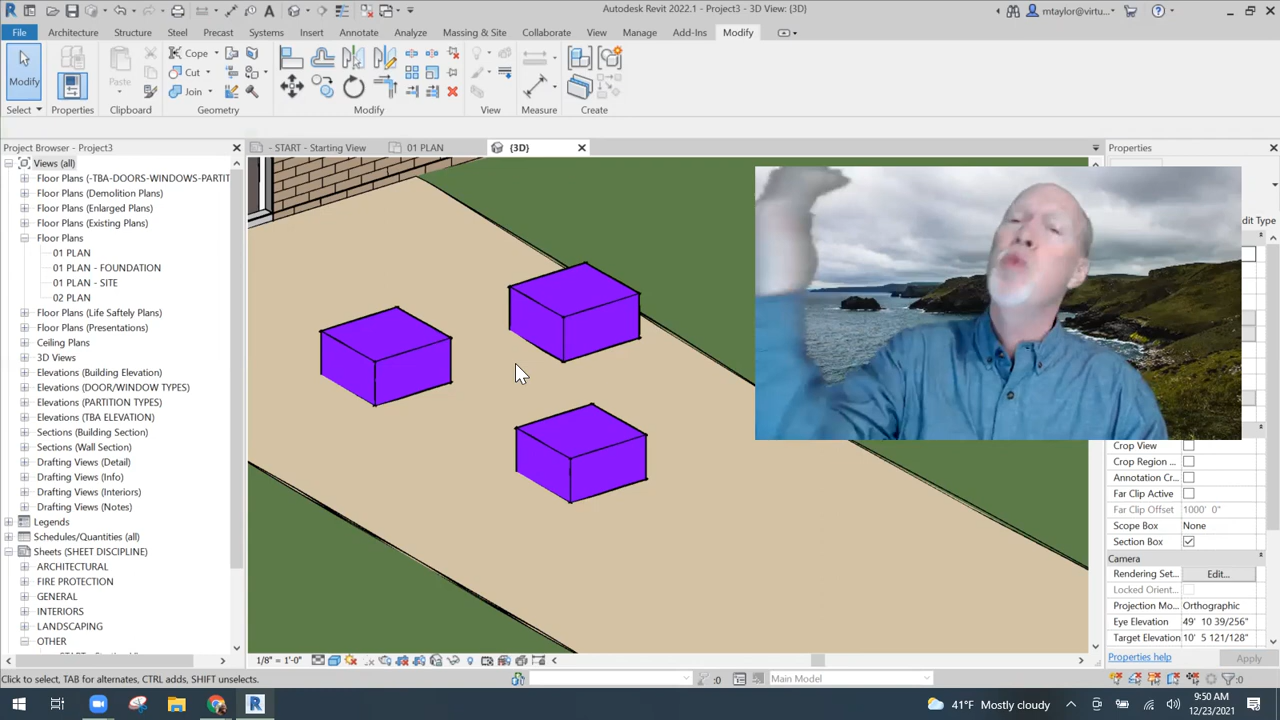 Autodesk Revit 2022.1 - Project3 - 3D View: {3D}
mtaylor@virtu...
File Architecture Structure Steel Precast Systems Insert Annotate Analyze Massing & Site Collaborate View Manage Add-Ins Modify
Modify
Paste
Cope
Cut
Join
Select Properties Clipboard Geometry Modify View Measure Create
Project Browser - Project3
- START - Starting View
01 PLAN
{3D}
Properties
Views (all)
Floor Plans (-TBA-DOORS-WINDOWS-PARTIT
Floor Plans (Demolition Plans)
Floor Plans (Enlarged Plans)
Floor Plans (Existing Plans)
Floor Plans
01 PLAN
01 PLAN - FOUNDATION
01 PLAN - SITE
02 PLAN
Floor Plans (Life Saftely Plans)
Floor Plans (Presentations)
Ceiling Plans
3D Views
Elevations (Building Elevation)
Elevations (DOOR/WINDOW TYPES)
Elevations (PARTITION TYPES)
Elevations (TBA ELEVATION)
Sections (Building Section)
Sections (Wall Section)
Drafting Views (Detail)
Drafting Views (Info)
Drafting Views (Interiors)
Drafting Views (Notes)
Legends
Schedules/Quantities (all)
Sheets (SHEET DISCIPLINE)
ARCHITECTURAL
FIRE PROTECTION
GENERAL
INTERIORS
LANDSCAPING
OTHER
dit Type
Crop View
Crop Region ...
Annotation Cr...
Far Clip Active
Far Clip Offset 1000' 0"
Scope Box None
Section Box
Camera
Rendering Set... Edit...
Locked Orient...
Projection Mo... Orthographic
Eye Elevation 49' 10 39/256"
Target Elevation 10' 5 121/128"
Properties help
Apply
1/8" = 1'-0"
Click to select, TAB for alternates, CTRL adds, SHIFT unselects.
:0
Main Model
:0
41°F Mostly cloudy
9:50 AM
12/23/2021